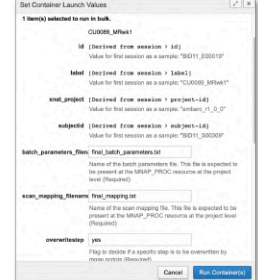 Set Container Launch Values
1 item(s) selected to run in bulk.
CU0089_MRwk1
id [Derived from session > id]
Value for first session as a sample: "BID11_E00019"
label [Derived from session > label]
Value for first session as a sample: "CU0089_MRwk1"
xnat_project [Derived from session > project-id]
Value for first session as a sample: "embarc_r1_0_0"
subjectid [Derived from session > subject-id]
Value for first session as a sample: "BID11_S00309"
batch_parameters_filen final_batch_parameters.txt
Name of the batch parameters file. This file is expected to
be present at the MNAP_PROC resource at the project
level (Required)
scan_mapping_filename final_mapping.txt
Name of the scan mapping file. This file is expected to be
present at the MNAP_PROC resource at the project level
(Required)
overwritestep yes
Flag to decide if a specific step is to be overwritten by
Cancel Run Container(s)